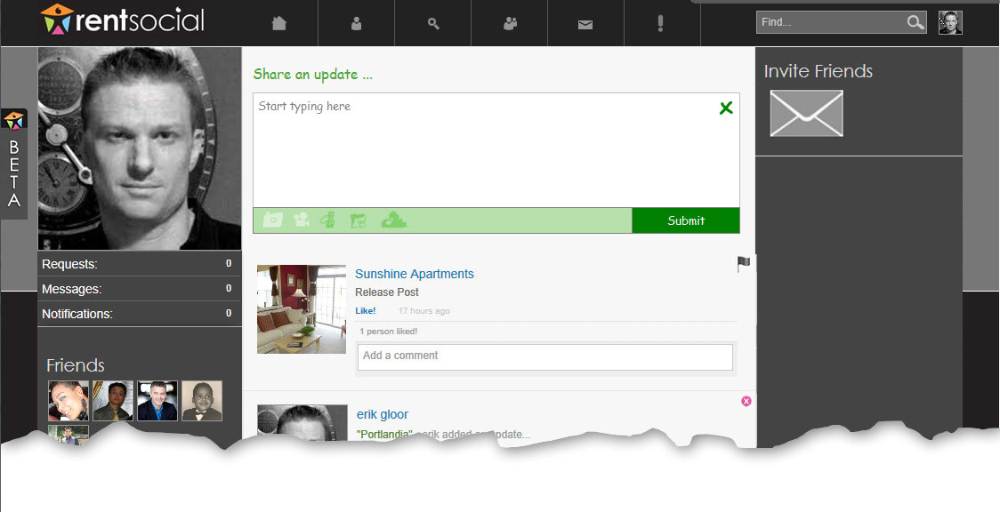 rentsocial
Find...
BETA
Requests: 0
Messages: 0
Notifications: 0
Friends
Share an update ...
Start typing here
Submit
Sunshine Apartments
Release Post
Like! 17 hours ago
1 person liked!
Add a comment
erik gloor
"Portlandia" erik added an update...
Invite Friends